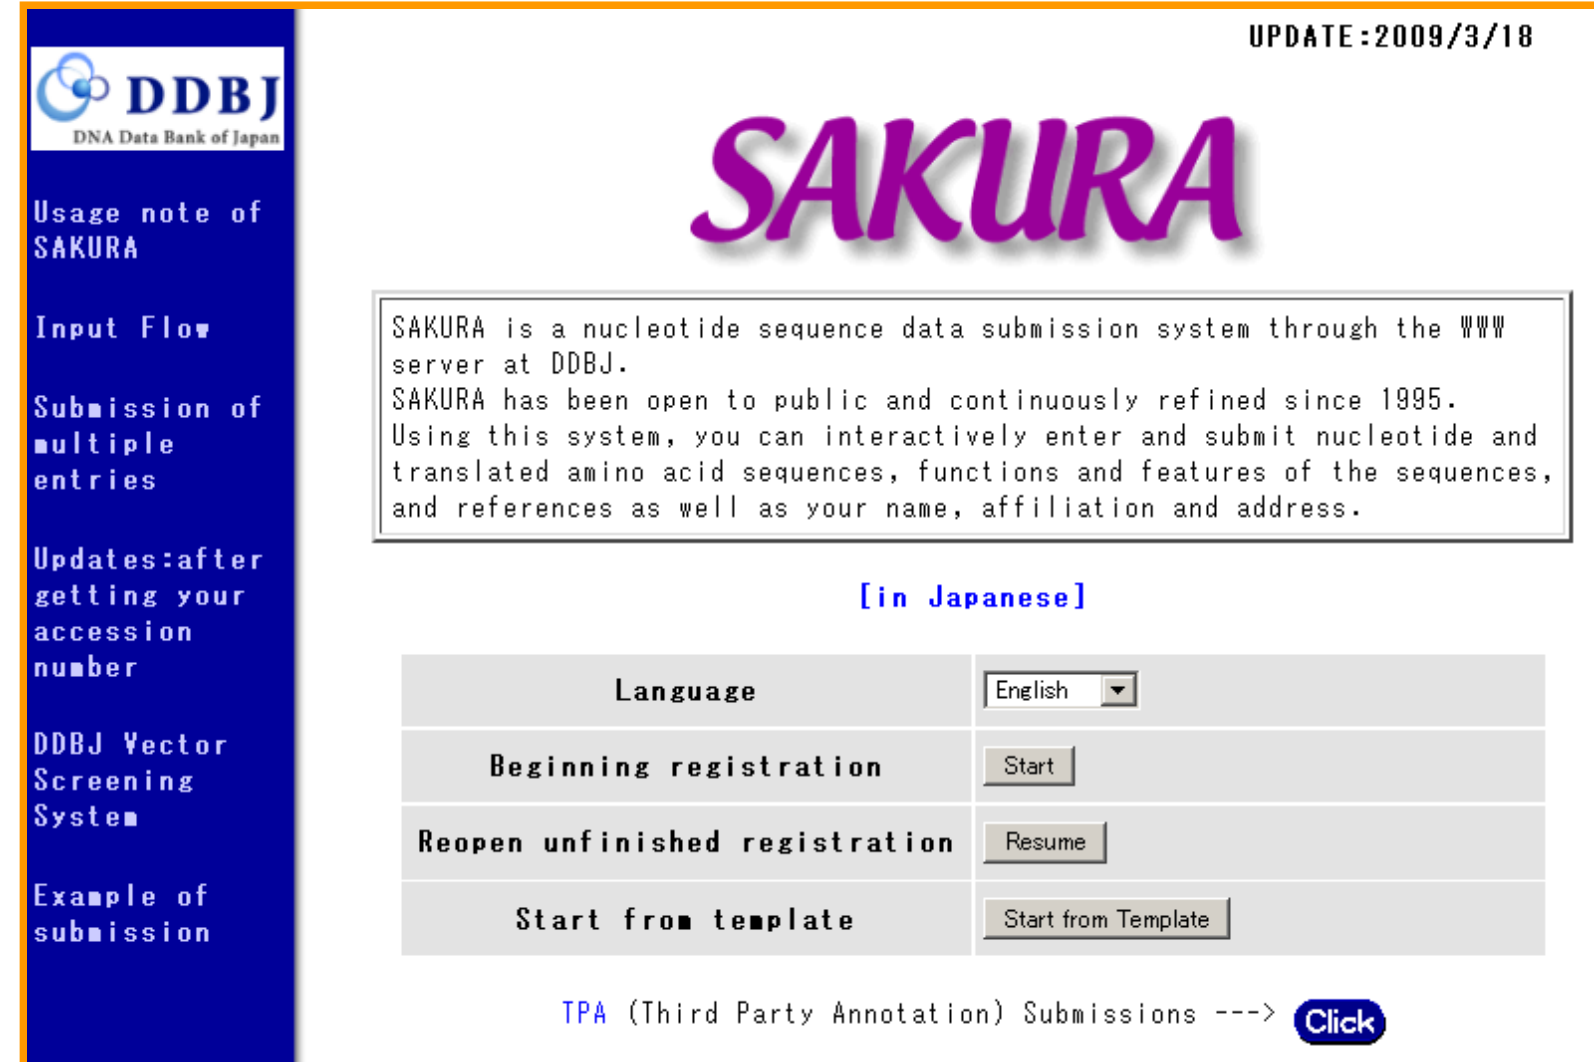 UPDATE:2009/3/18
DDBJ
DNA Data Bank of Japan
Usage note of
SAKURA
Input Flow
Submission of
multiple
entries
Updates:after
getting your
accession
number
DDBJ Vector
Screening
System
Example of
submission
SAKURA
SAKURA is a nucleotide sequence data submission system through the WWW
server at DDBJ.
SAKURA has been open to public and continuously refined since 1995.
Using this system, you can interactively enter and submit nucleotide and
translated amino acid sequences, functions and features of the sequences,
and references as well as your name, affiliation and address.
[in Japanese]
Language English
Beginning registration Start
Reopen unfinished registration Resume
Start from template Start from Template
TPA (Third Party Annotation) Submissions ---> Click